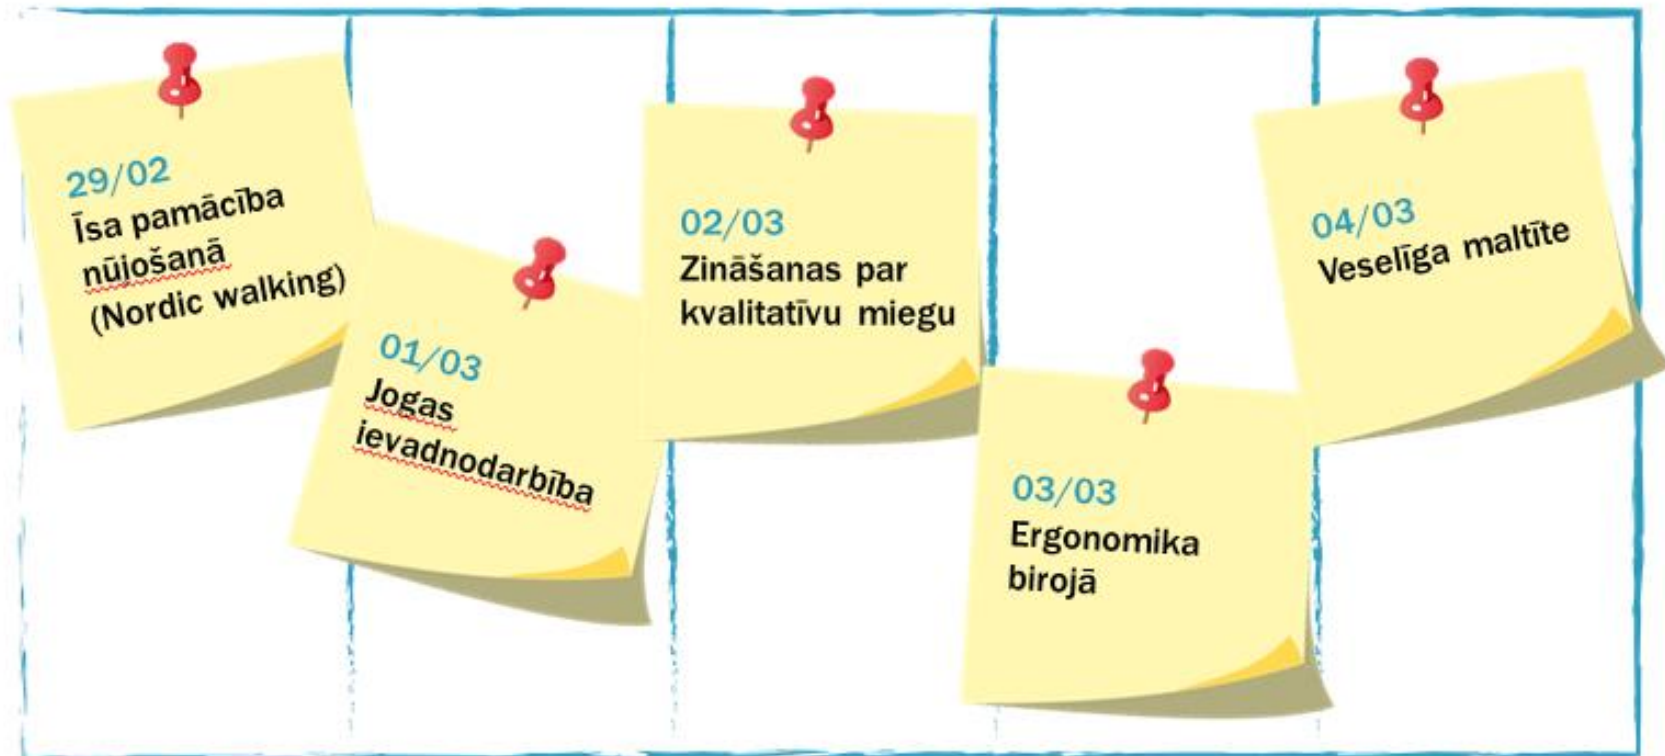 29/02
Īsa pamācība
nūjošanā
(Nordic walking)
01/03
Jogas
ievadnodarbība
02/03
Zināšanas par
kvalitatīvu miegu
03/03
Ergonomika
birojā
04/03
Veselīga maltīte